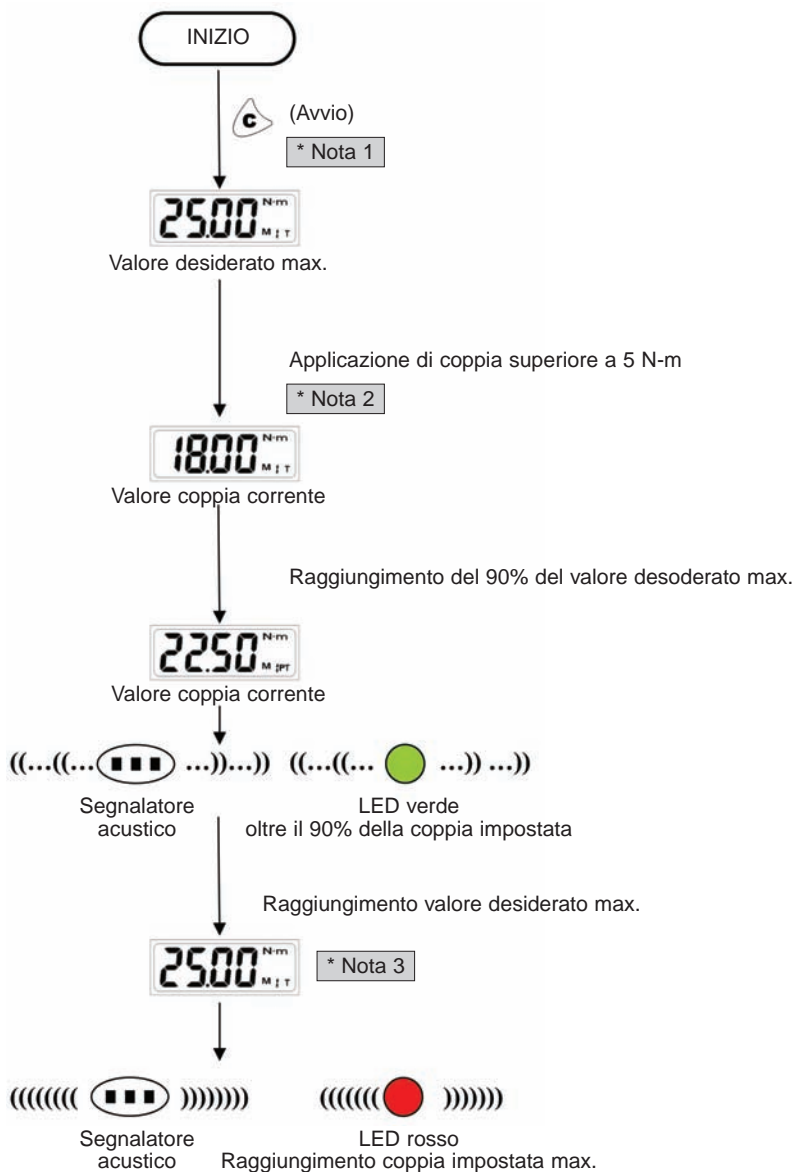 INIZIO
C (Avvio)
* Nota 1
25.00 N·m
M T
Valore desiderato max.
Applicazione di coppia superiore a 5 N-m
* Nota 2
18.00 N·m
M T
Valore coppia corrente
Raggiungimento del 90% del valore desoderato max.
22.50 N·m
M PT
Valore coppia corrente
((...((... ...))...)) ((...((... ...)) ...))
Segnalatore LED verde
acustico oltre il 90% della coppia impostata
Raggiungimento valore desiderato max.
25.00 N·m * Nota 3
M T
(((((((( )))))))) ((((((( )))))))
Segnalatore LED rosso
acustico Raggiungimento coppia impostata max.